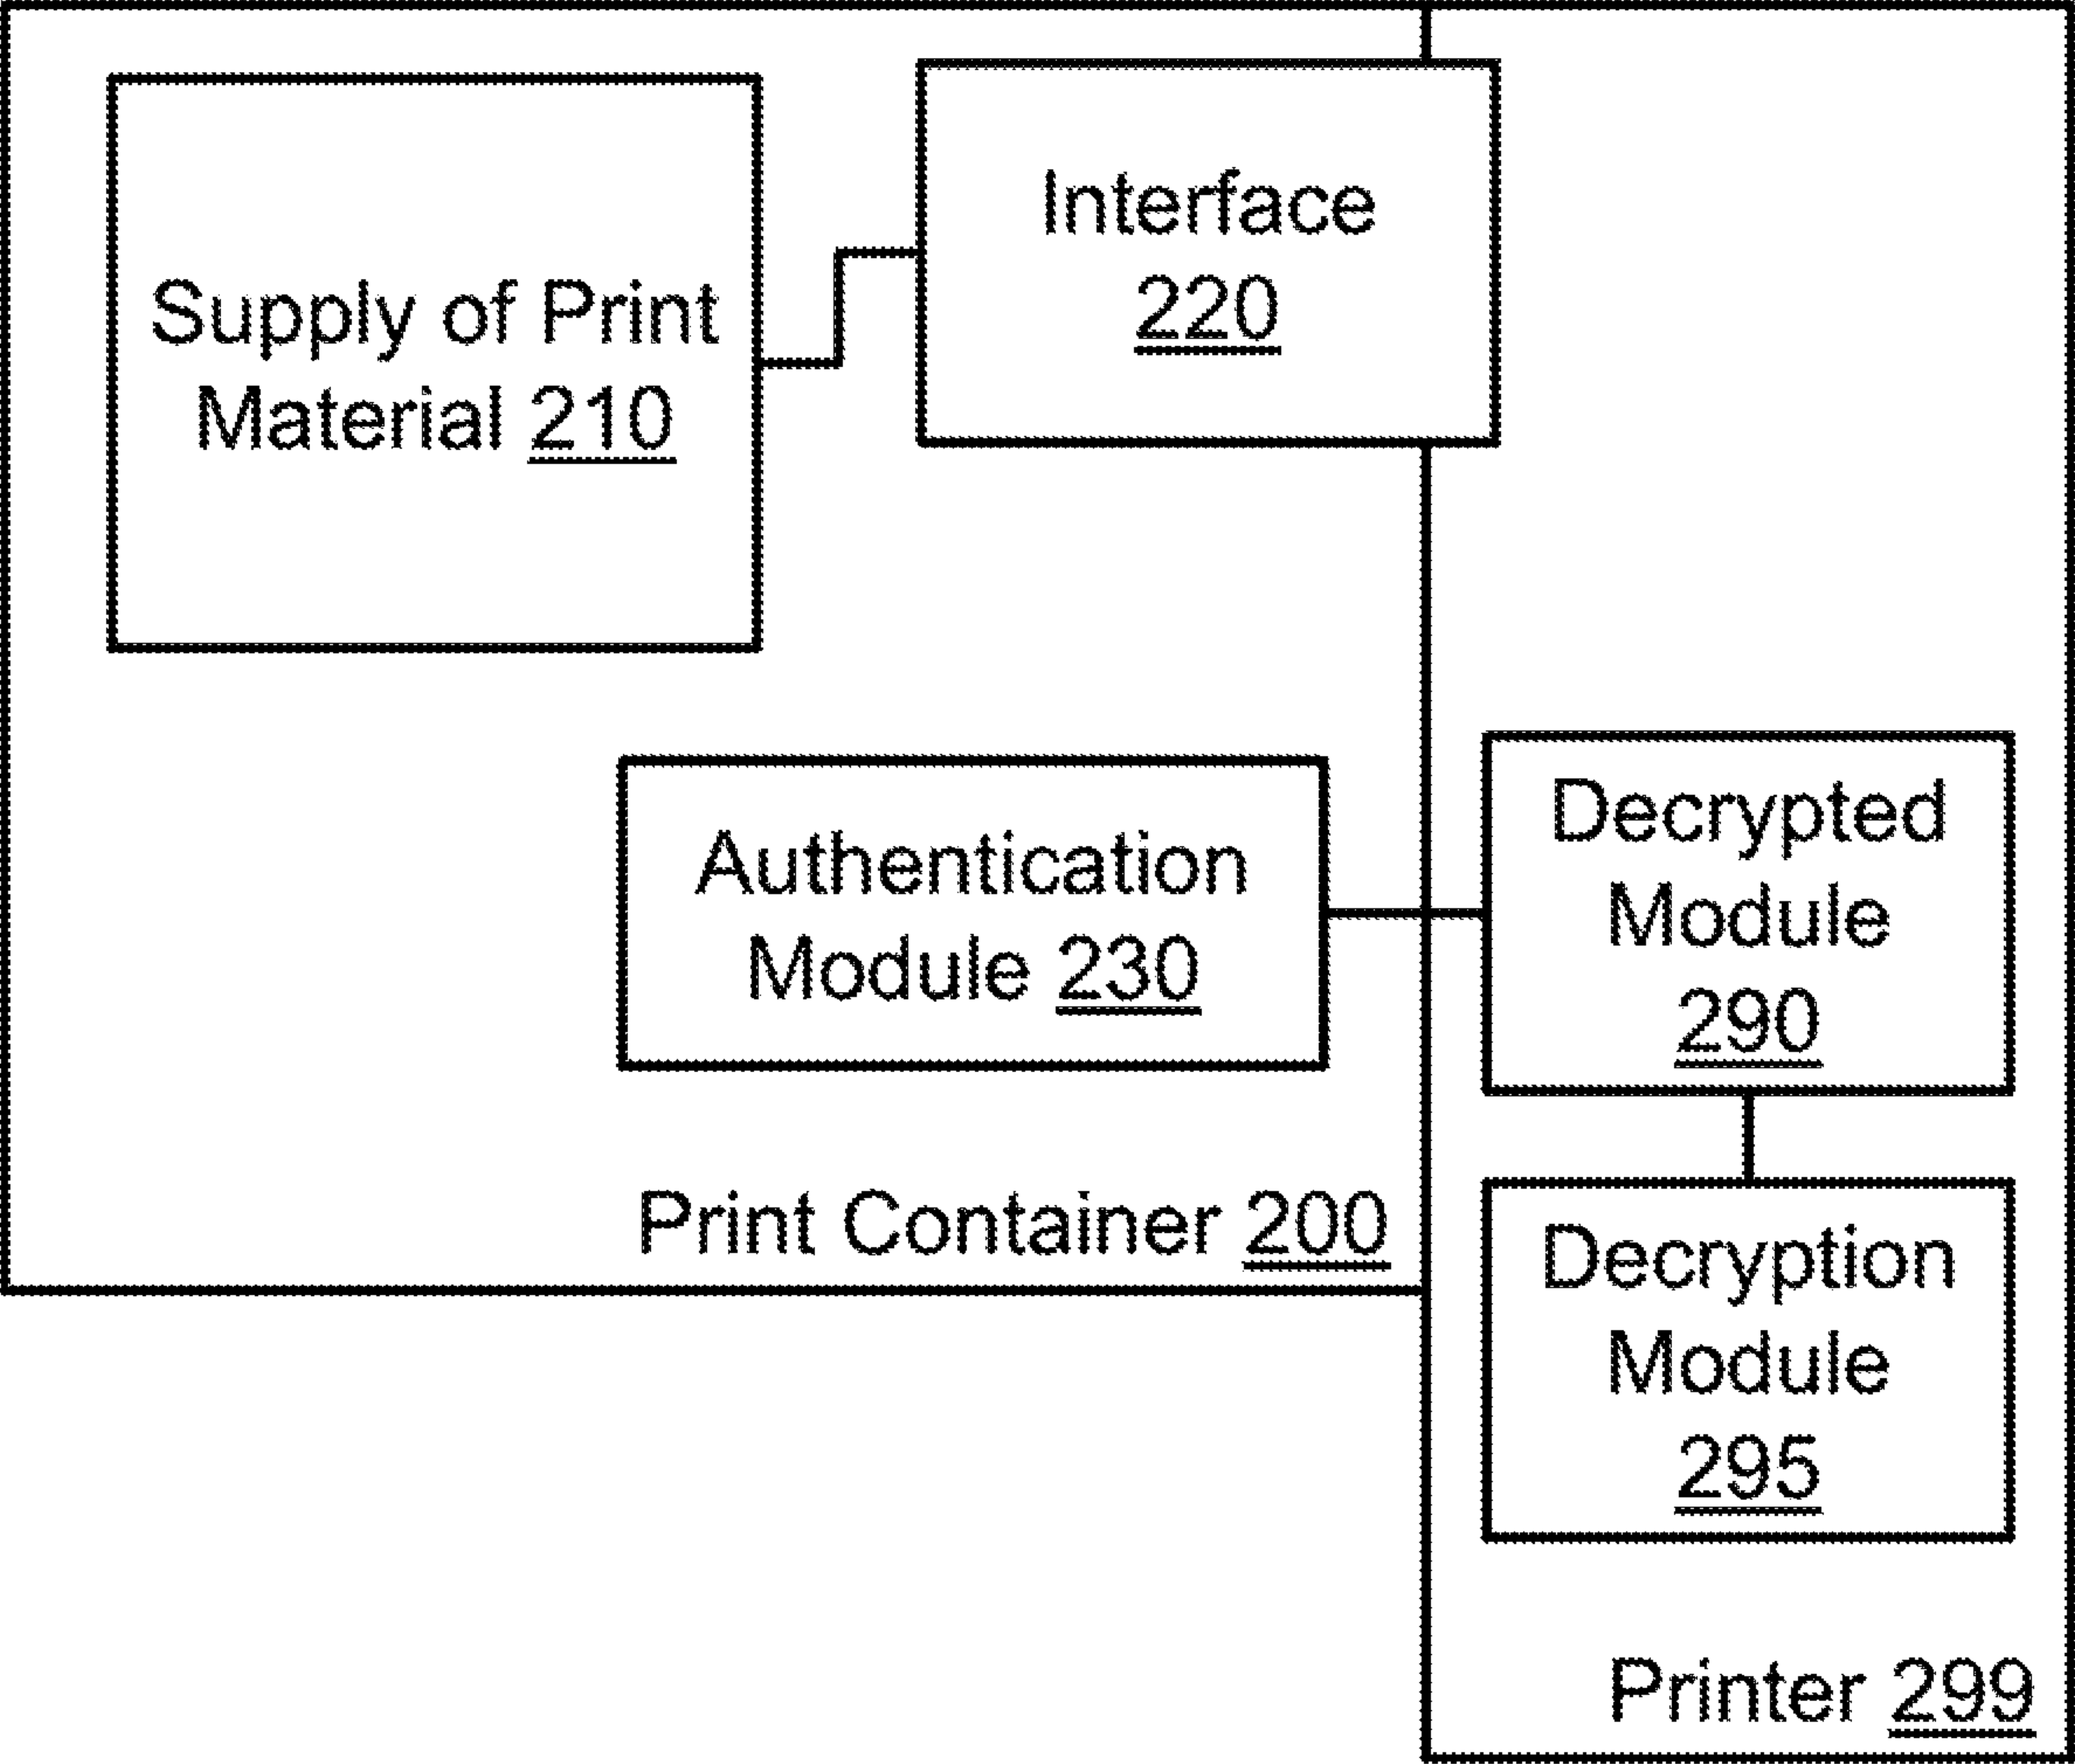 Supply of Print
Material 210
Interface
220
Authentication
Module 230
Decrypted
Module
290
Print Container 200
Decryption
Module
295
Printer 299